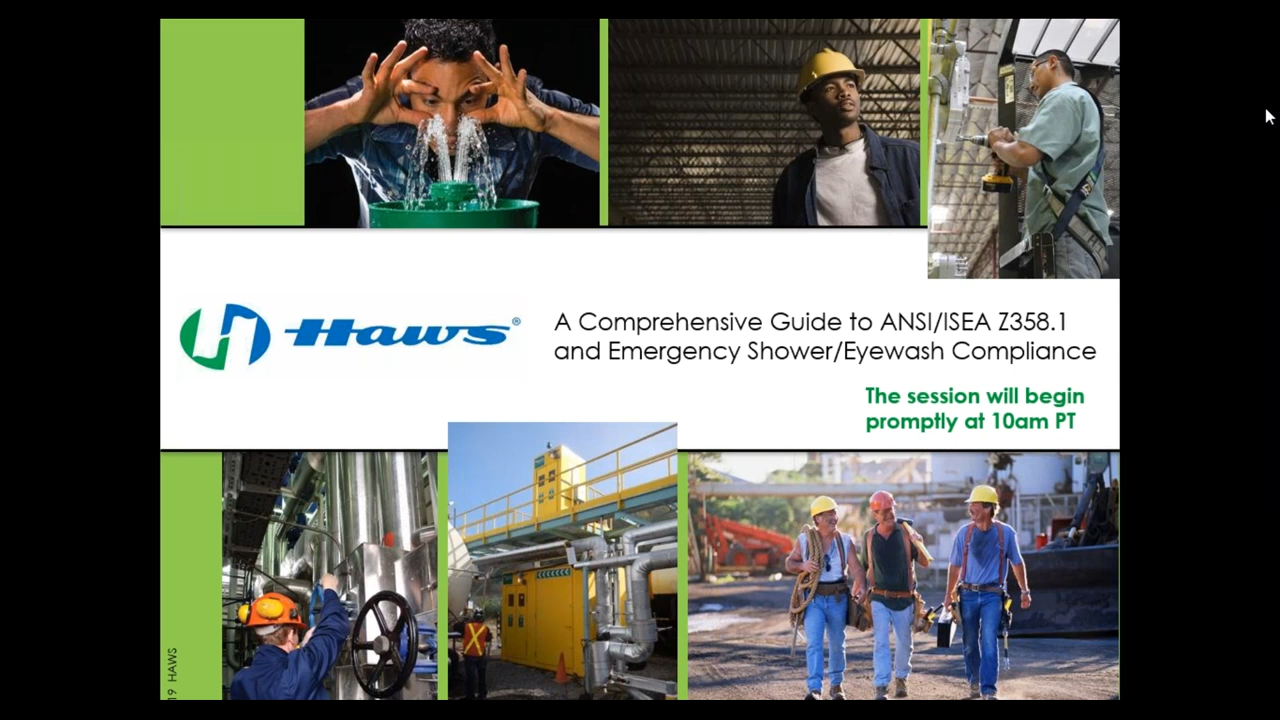 Haws®
A Comprehensive Guide to ANSI/ISEA Z358.1
and Emergency Shower/Eyewash Compliance
The session will begin
promptly at 10am PT
19 HAWS